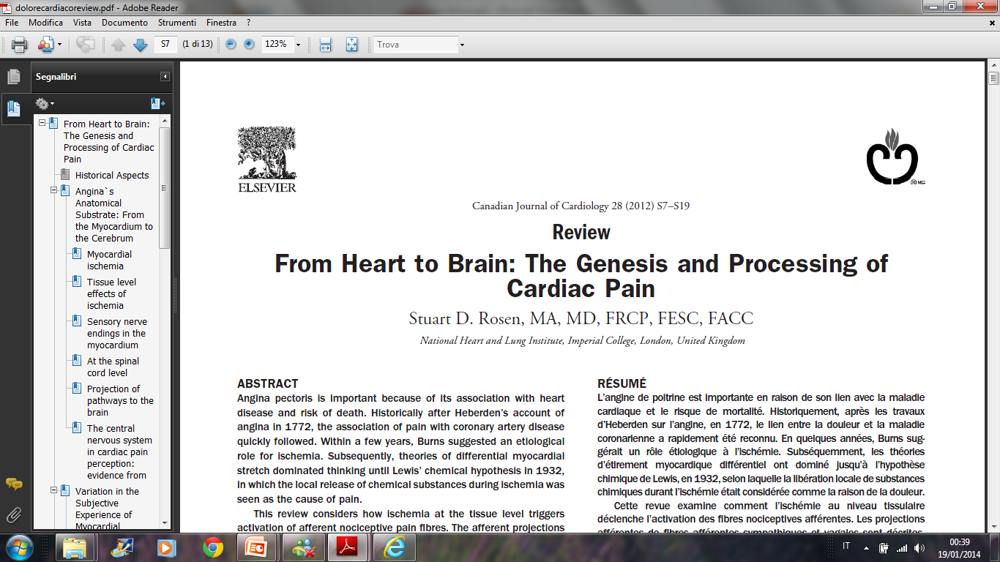 dolorecardiacoreview.pdf - Adobe Reader
File Modifica Vista Documento Strumenti Finestra ?
S7 (1 di 13) 123% Trova
Segnalibri
From Heart to Brain:
The Genesis and
Processing of Cardiac
Pain
Historical Aspects
Angina`s
Anatomical
Substrate: From
the Myocardium to
the Cerebrum
Myocardial
ischemia
Tissue level
effects of
ischemia
Sensory nerve
endings in the
myocardium
At the spinal
cord level
Projection of
pathways to the
brain
The central
nervous system
in cardiac pain
perception:
evidence from
Variation in the
Subjective
Experience of
Myocardial
ELSEVIER
Canadian Journal of Cardiology 28 (2012) S7–S19
Review
From Heart to Brain: The Genesis and Processing of
Cardiac Pain
Stuart D. Rosen, MA, MD, FRCP, FESC, FACC
National Heart and Lung Institute, Imperial College, London, United Kingdom
ABSTRACT
Angina pectoris is important because of its association with heart
disease and risk of death. Historically after Heberden's account of
angina in 1772, the association of pain with coronary artery disease
quickly followed. Within a few years, Burns suggested an etiological
role for ischemia. Subsequently, theories of differential myocardial
stretch dominated thinking until Lewis' chemical hypothesis in 1932,
in which the local release of chemical substances during ischemia was
seen as the cause of pain.
This review considers how ischemia at the tissue level triggers
activation of afferent nociceptive pain fibres. The afferent projections
RÉSUMÉ
L'angine de poitrine est importante en raison de son lien avec la maladie
cardiaque et le risque de mortalité. Historiquement, après les travaux
d'Heberden sur l'angine, en 1772, le lien entre la douleur et la maladie
coronarienne a rapidement été reconnu. En quelques années, Burns sug-
gérait un rôle étiologique à l'ischémie. Subséquemment, les théories
d'étirement myocardique différentiel ont dominé jusqu'à l'hypothèse
chimique de Lewis, en 1932, selon laquelle la libération locale de substances
chimiques durant l'ischémie était considérée comme la raison de la douleur.
Cette revue examine comment l'ischémie au niveau tissulaire
déclenche l'activation des fibres nociceptives afférentes. Les projections
afférentes de fibres afférentes sympathiques et vagales sont décrites,
IT
00:39
19/01/2014